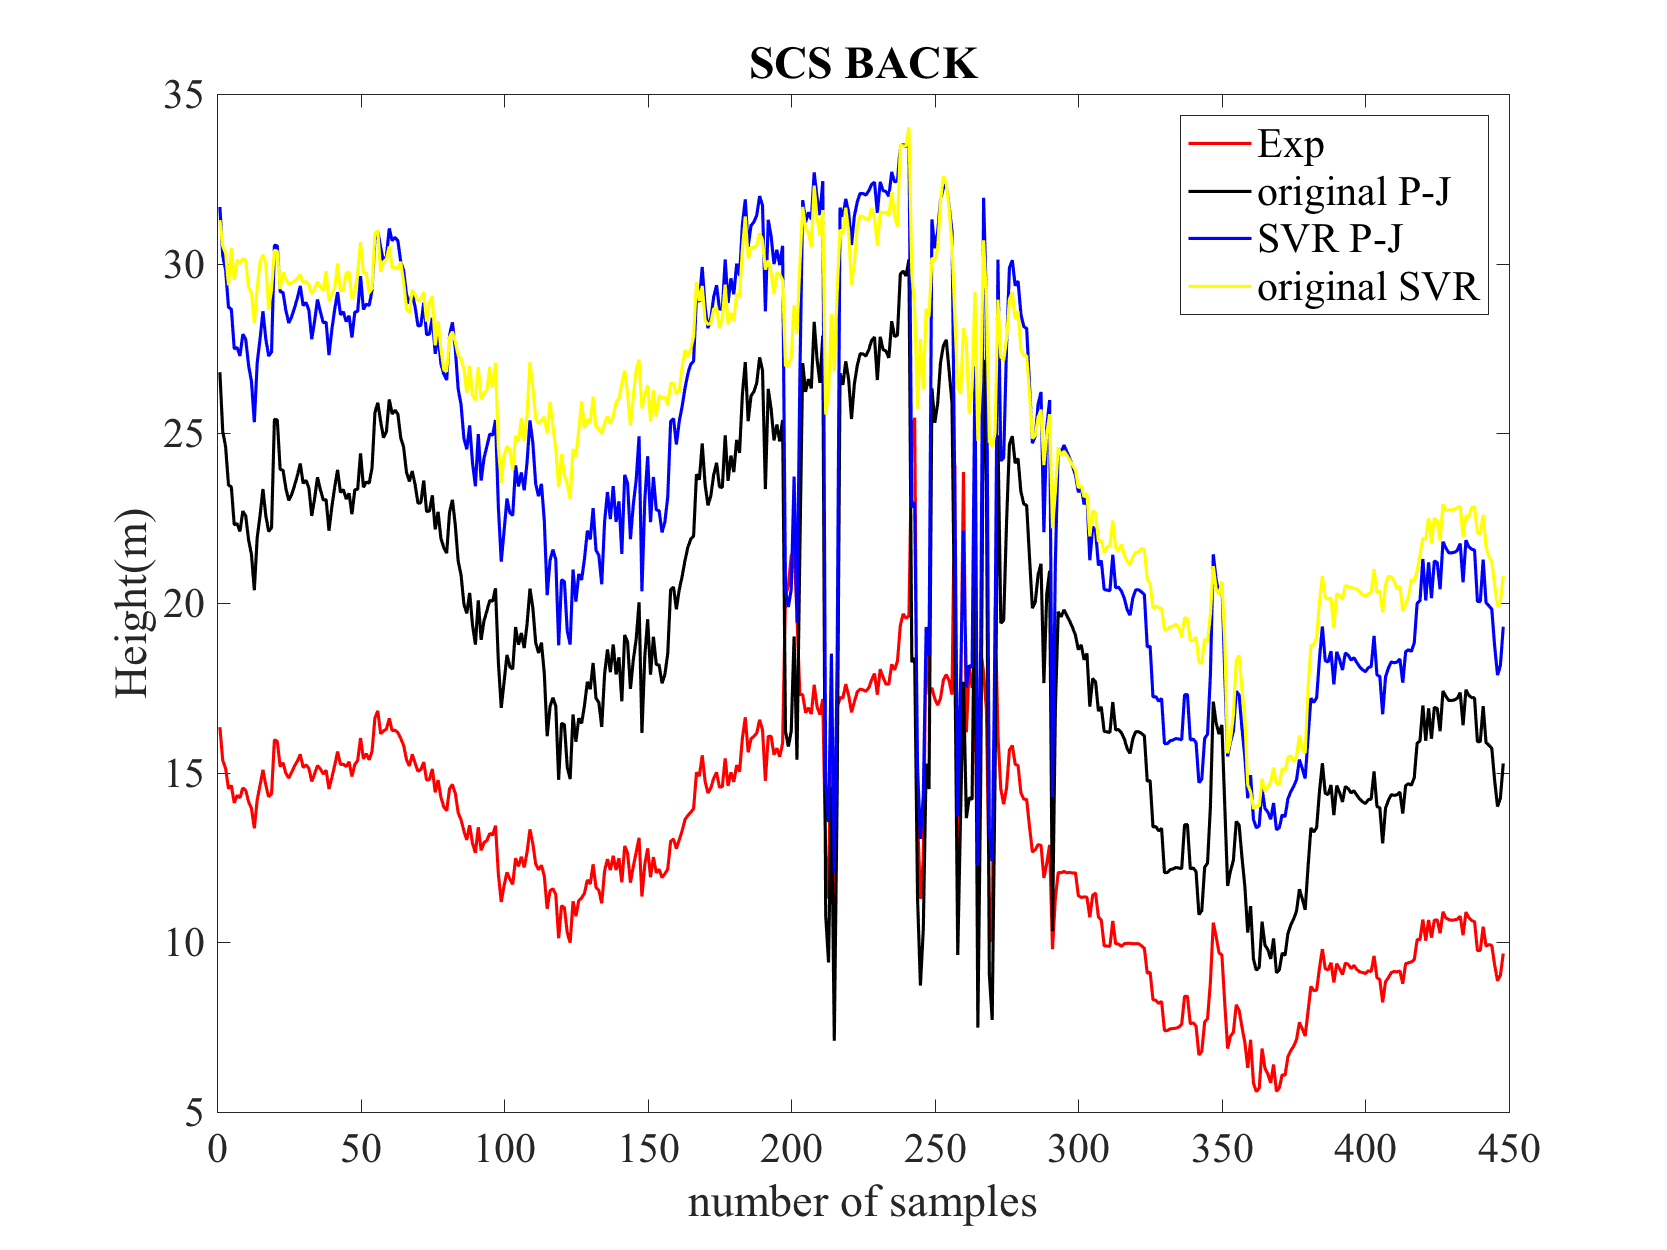 SCS BACK
35
30
25
20
15
10
5
Height(m)
Exp
original P-J
SVR P-J
original SVR
0 50 100 150 200 250 300 350 400 450
number of samples